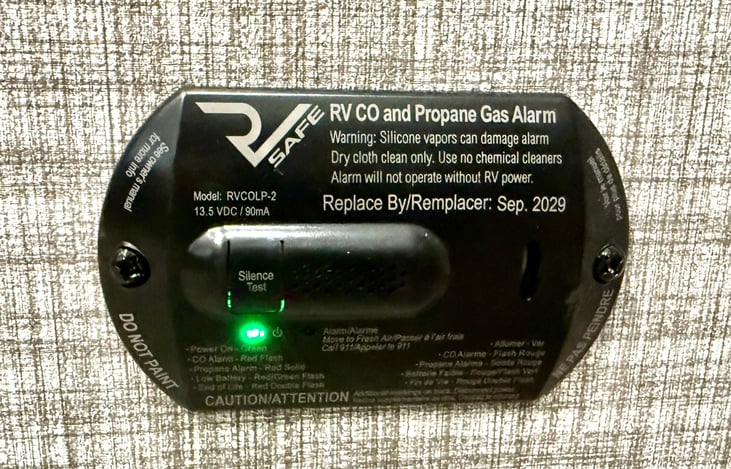 RV SAFE
RV CO and Propane Gas Alarm
Warning: Silicone vapors can damage alarm
Dry cloth clean only. Use no chemical cleaners
Alarm will not operate without RV power.
See owner's manual
for more info
Model: RVCOLP-2
13.5 VDC / 90mA
Replace By/Remplacer: Sep. 2029
Silence
Test
Alarm/Alarme
Move to Fresh Air/Passer à l'air frais
Call 911/Appeler le 911
- Power On - Green
- CO Alarm - Red Flash
- Propane Alarm - Red Solid
- Low Battery - Red/Green Flash
- End of Life - Red Double Flash
- Allumer - Ver
- CO Alarme - Flash Rouge
- Propane Alarme - Solide Rouge
- Batterie Faible - Rouge/Flash Vert
- Fin de Vie - Rouge Double Flash
DO NOT PAINT
NE PAS PEINDRE
CAUTION/ATTENTION